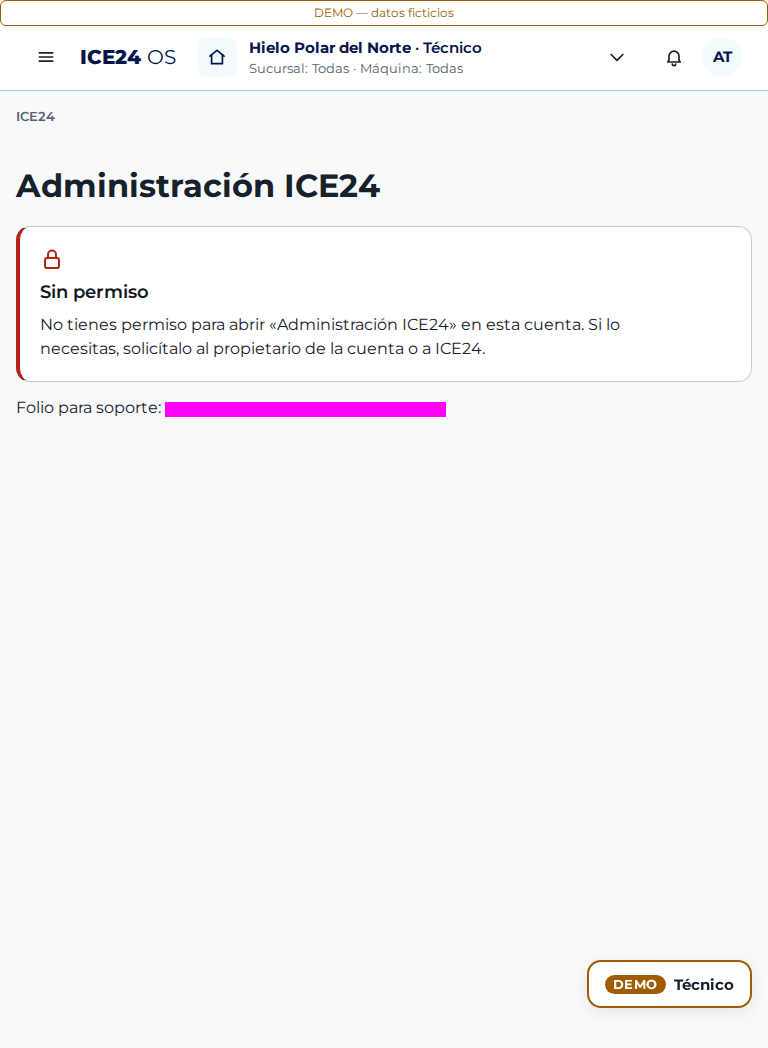 DEMO — datos ficticios
ICE24 OS
Hielo Polar del Norte · Técnico
Sucursal: Todas · Máquina: Todas
AT
ICE24
Administración ICE24
Sin permiso
No tienes permiso para abrir «Administración ICE24» en esta cuenta. Si lo
necesitas, solicítalo al propietario de la cuenta o a ICE24.
Folio para soporte:
DEMO Técnico